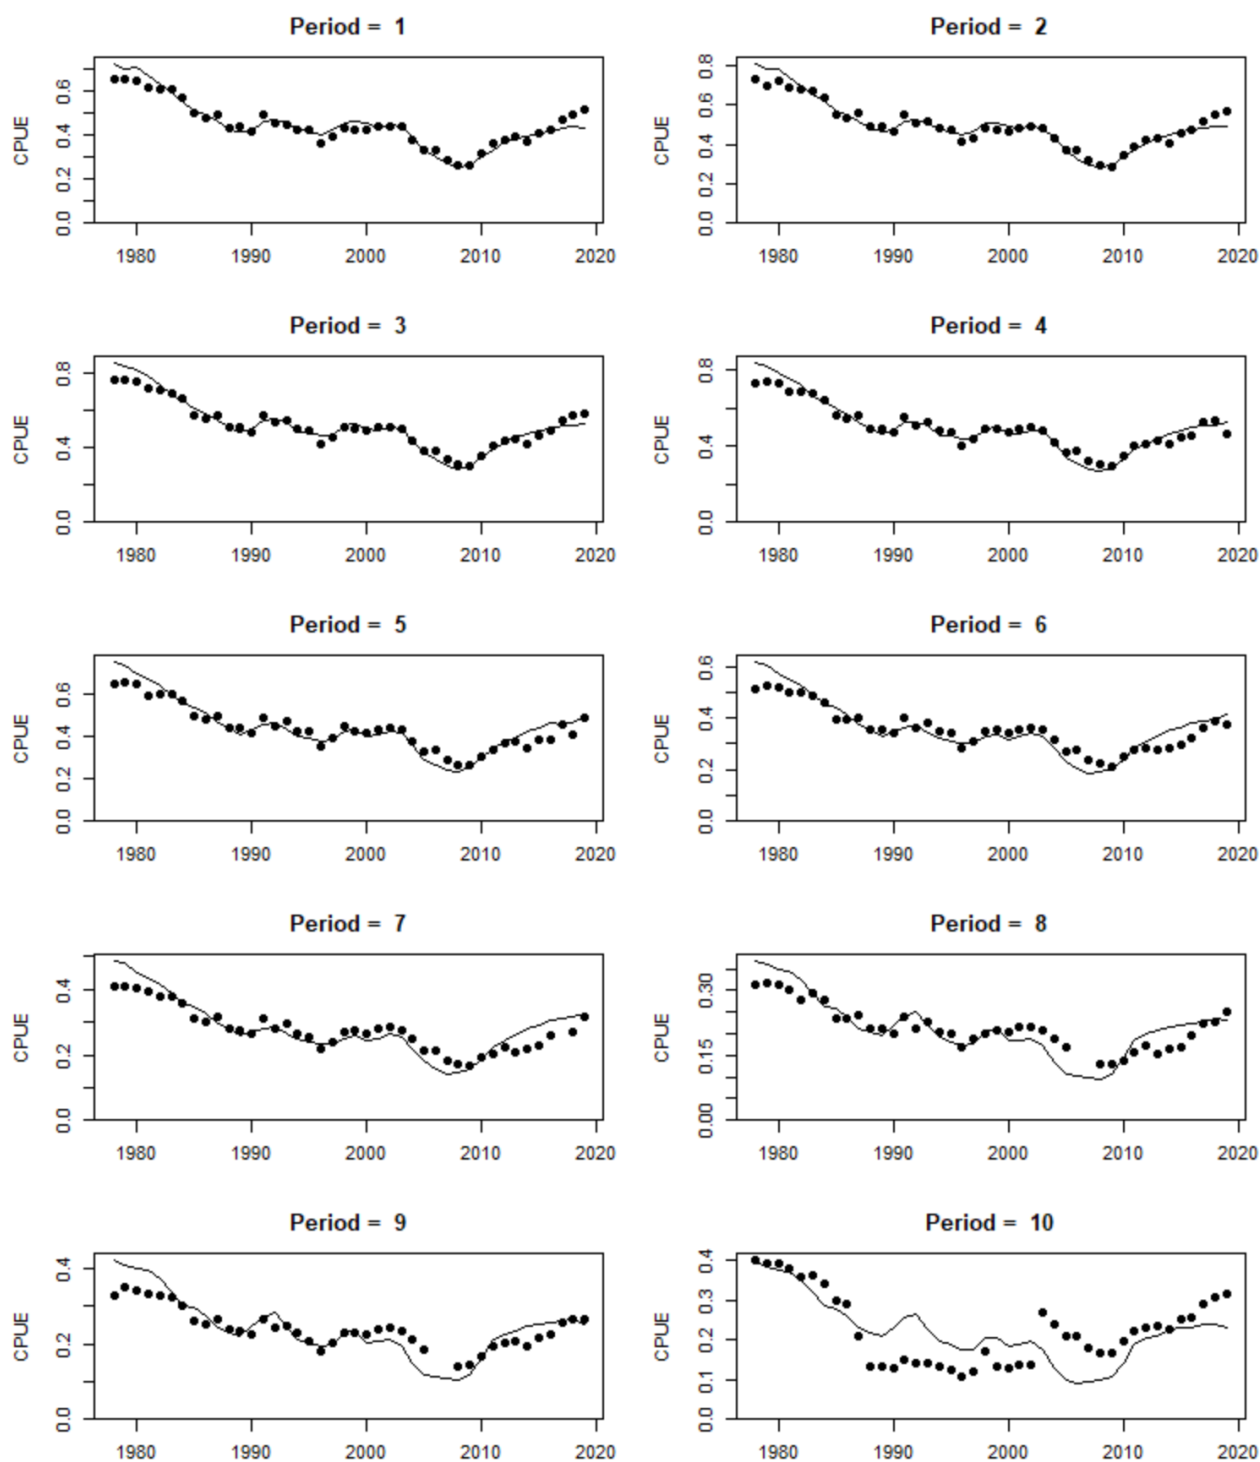 Period = 1
Period = 2
CPUE
0.0 0.2 0.4 0.6
1980 1990 2000 2010 2020
CPUE
0.0 0.2 0.4 0.6 0.8
1980 1990 2000 2010 2020
Period = 3
Period = 4
CPUE
0.0 0.4 0.8
1980 1990 2000 2010 2020
CPUE
0.0 0.4 0.8
1980 1990 2000 2010 2020
Period = 5
Period = 6
CPUE
0.0 0.2 0.4 0.6
1980 1990 2000 2010 2020
CPUE
0.0 0.2 0.4 0.6
1980 1990 2000 2010 2020
Period = 7
Period = 8
CPUE
0.0 0.2 0.4
1980 1990 2000 2010 2020
CPUE
0.00 0.15 0.30
1980 1990 2000 2010 2020
Period = 9
Period = 10
CPUE
0.0 0.2 0.4
1980 1990 2000 2010 2020
CPUE
0.0 0.1 0.2 0.3 0.4
1980 1990 2000 2010 2020